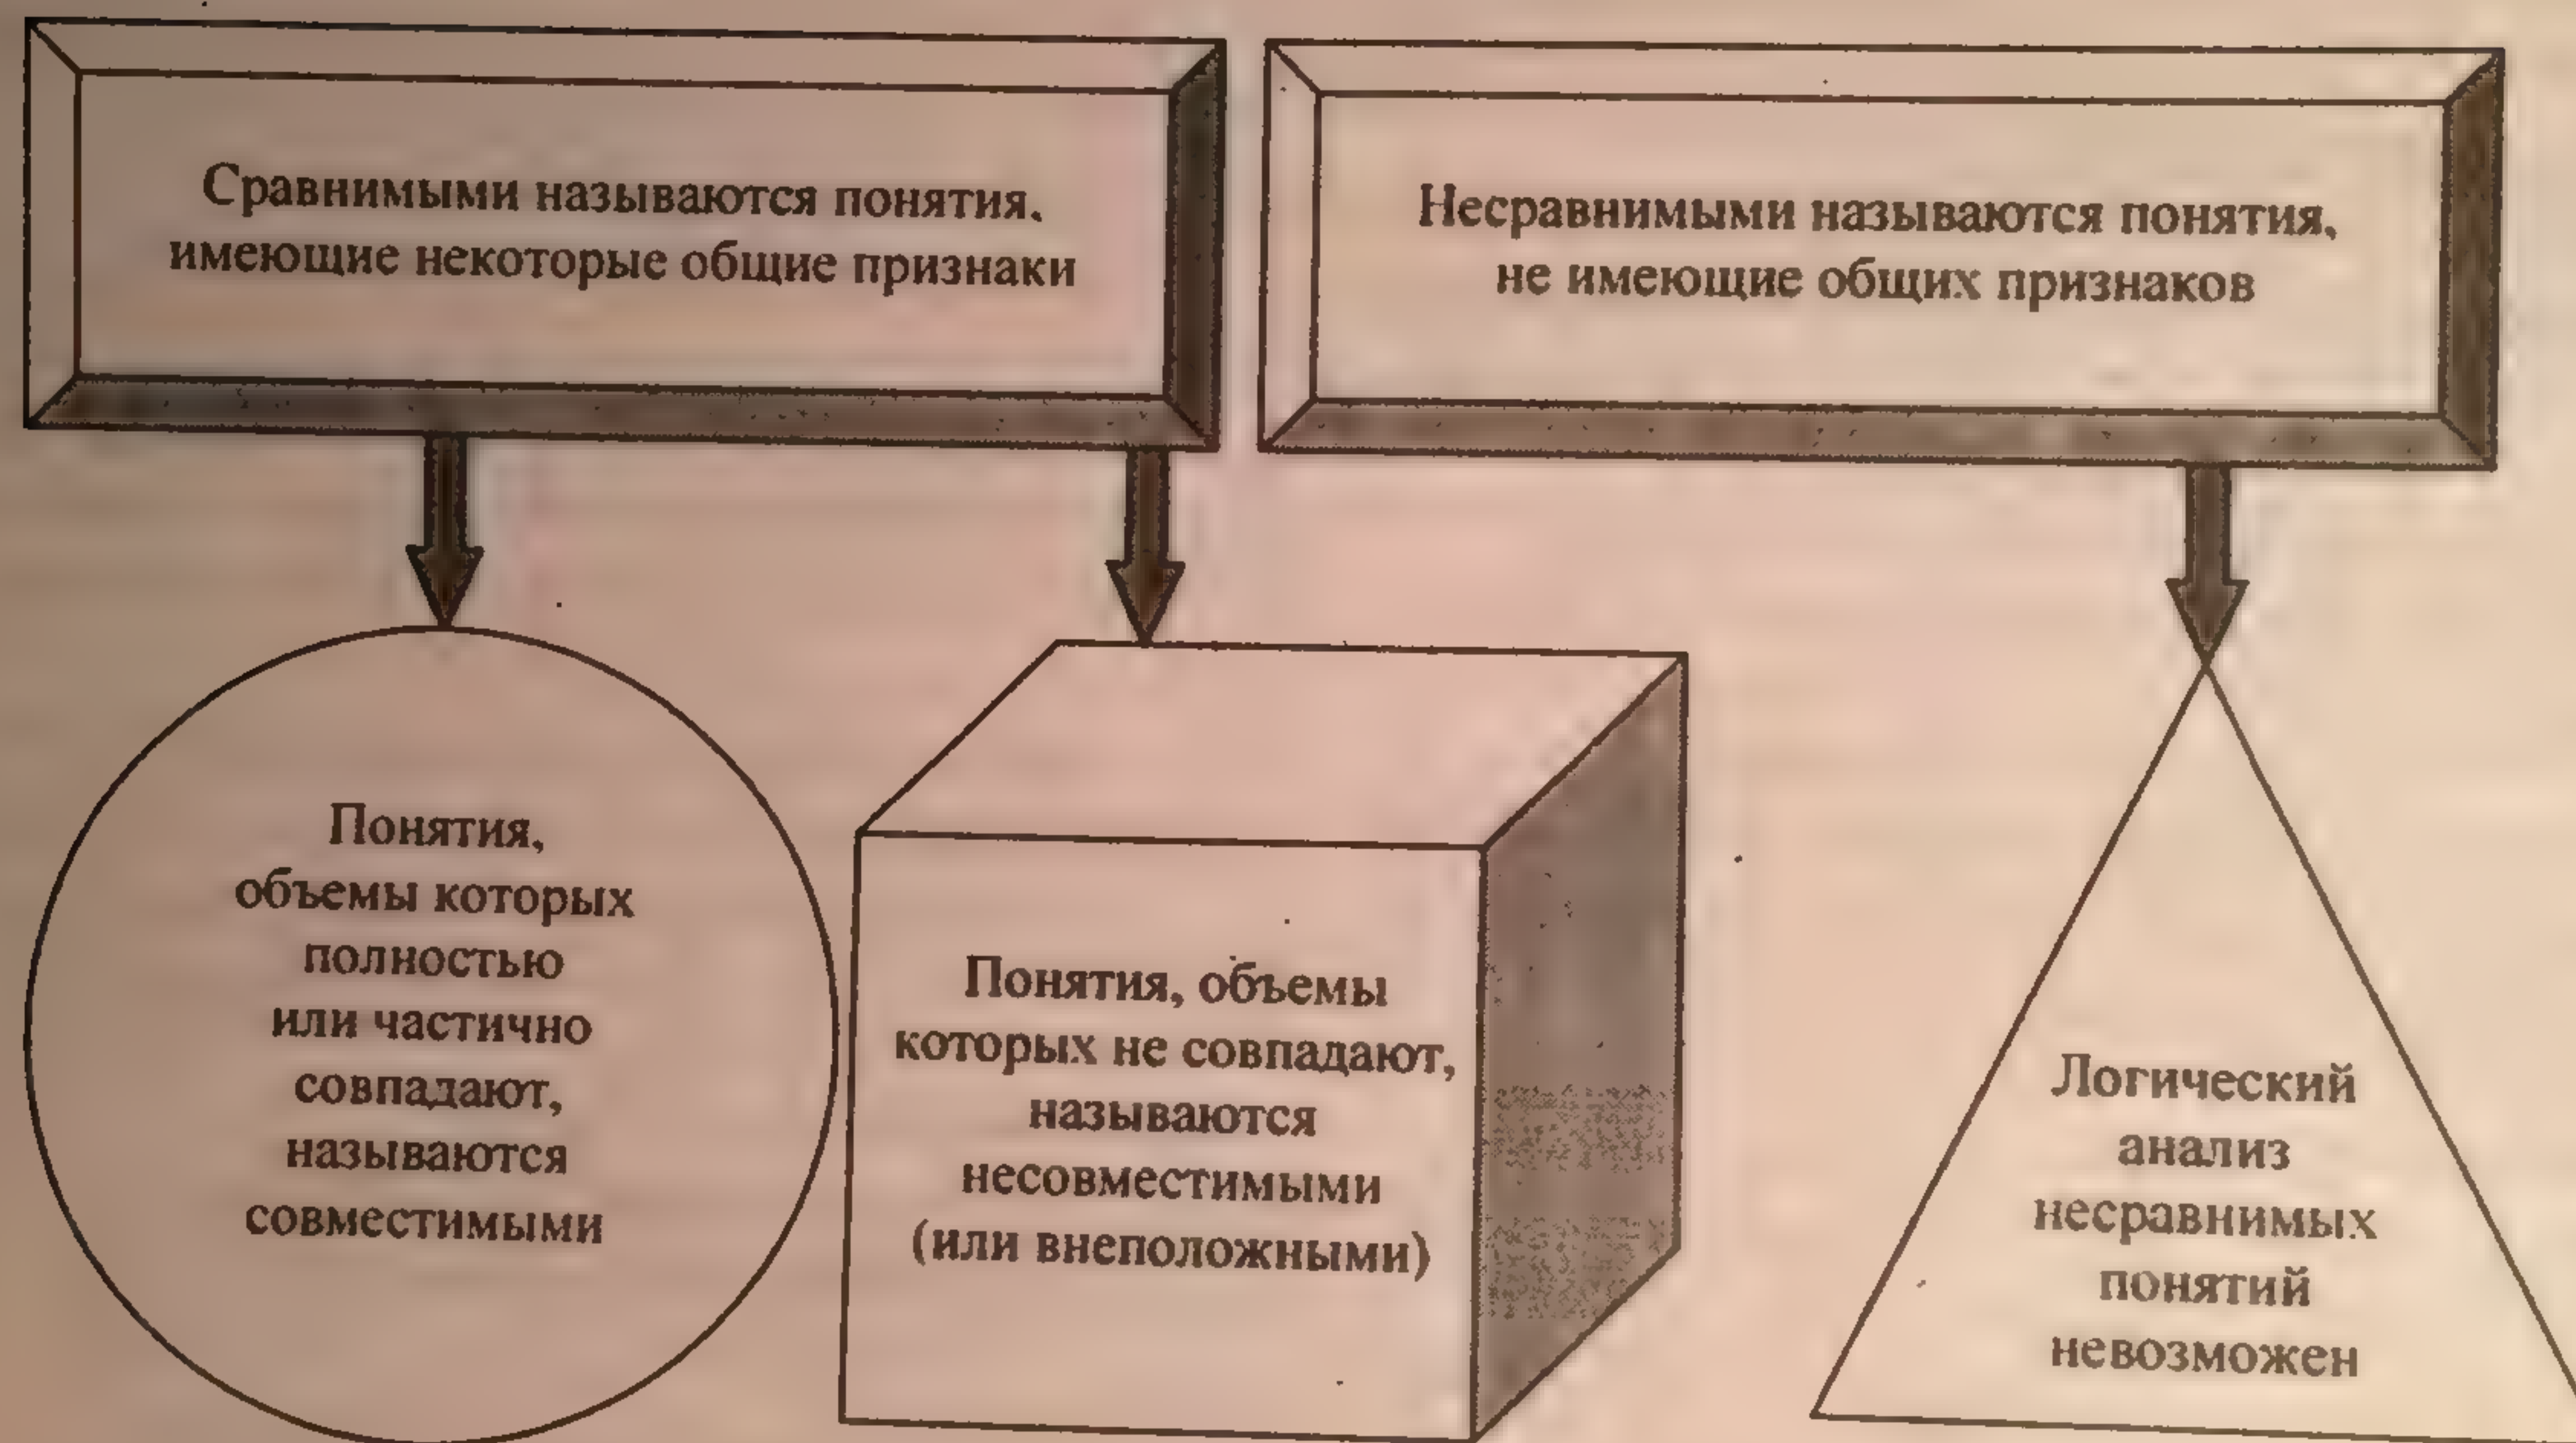 Сравнимыми называются понятия.
имеющие некоторые общие признаки
Несравнимыми называются понятия,
не имеющие общих признаков
Понятия,
объемы которых
полностью
или частично
совпадают,
называются
совместимыми
Понятия, объемы
которых не совпадают,
называются
несовместимыми
(или внеположными)
Логический
анализ
несравнимых
понятий
невозможен